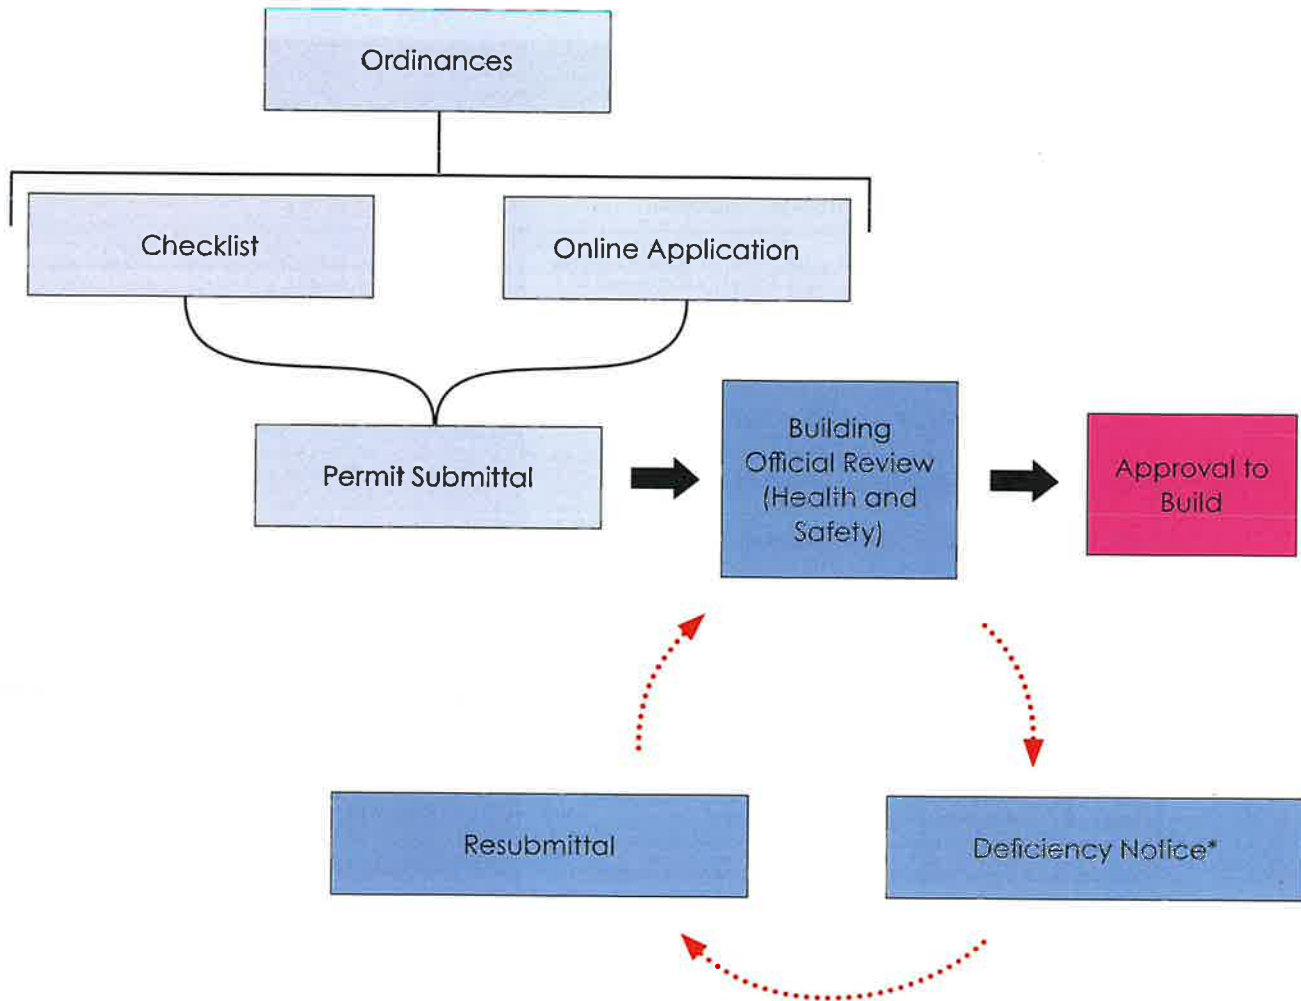 Ordinances
Checklist
Online Application
Permit Submittal
Building
Official Review
(Health and
Safety)
Approval to
Build
Resubmittal
Deficiency Notice*